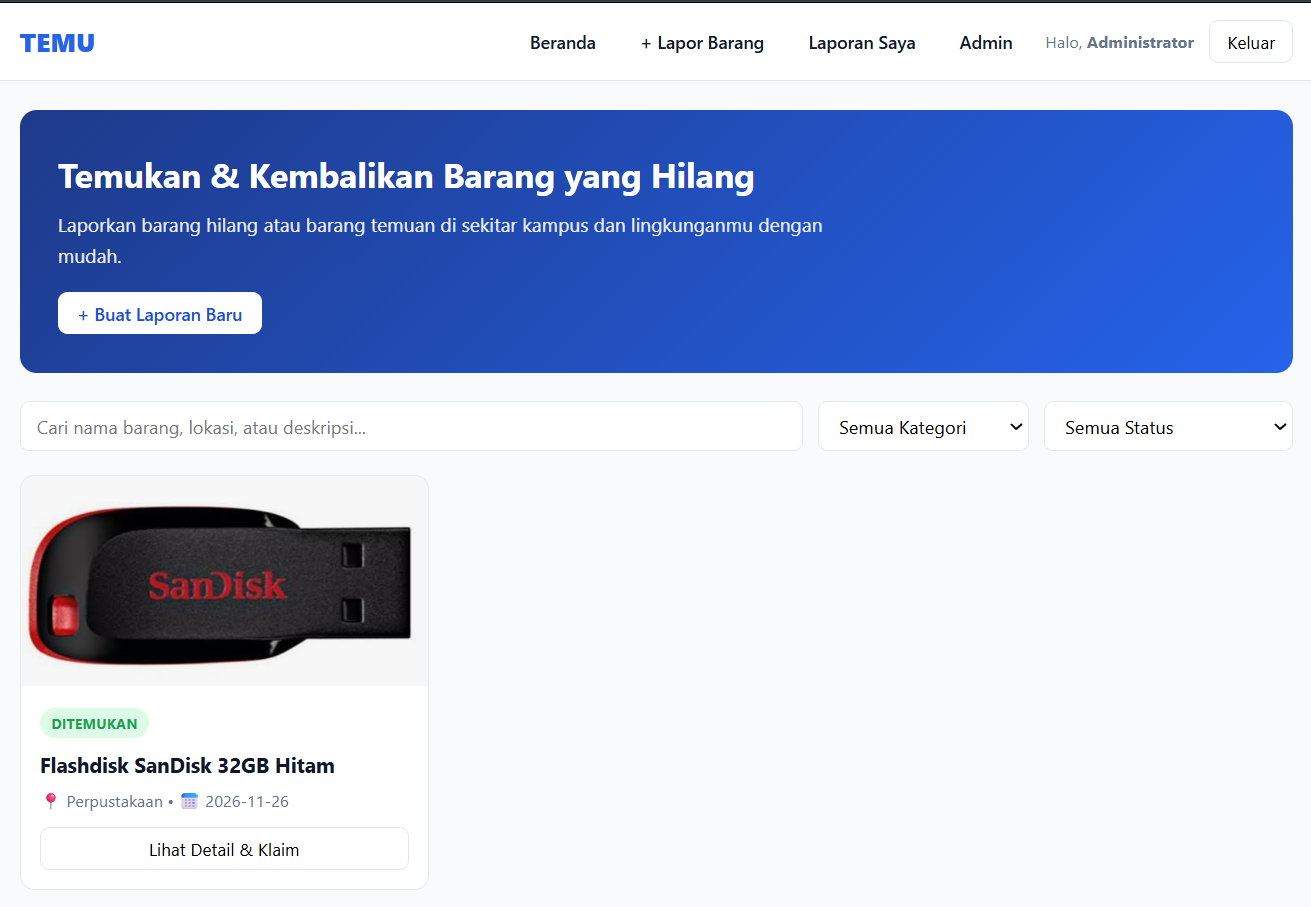 TEMU
Beranda
+ Lapor Barang
Laporan Saya
Admin
Halo, Administrator
Keluar
Temukan & Kembalikan Barang yang Hilang
Laporkan barang hilang atau barang temuan di sekitar kampus dan lingkunganmu dengan
mudah.
+ Buat Laporan Baru
Cari nama barang, lokasi, atau deskripsi...
Semua Kategori
Semua Status
SanDisk
DITEMUKAN
Flashdisk SanDisk 32GB Hitam
📍 Perpustakaan • 📅 2026-11-26
Lihat Detail & Klaim